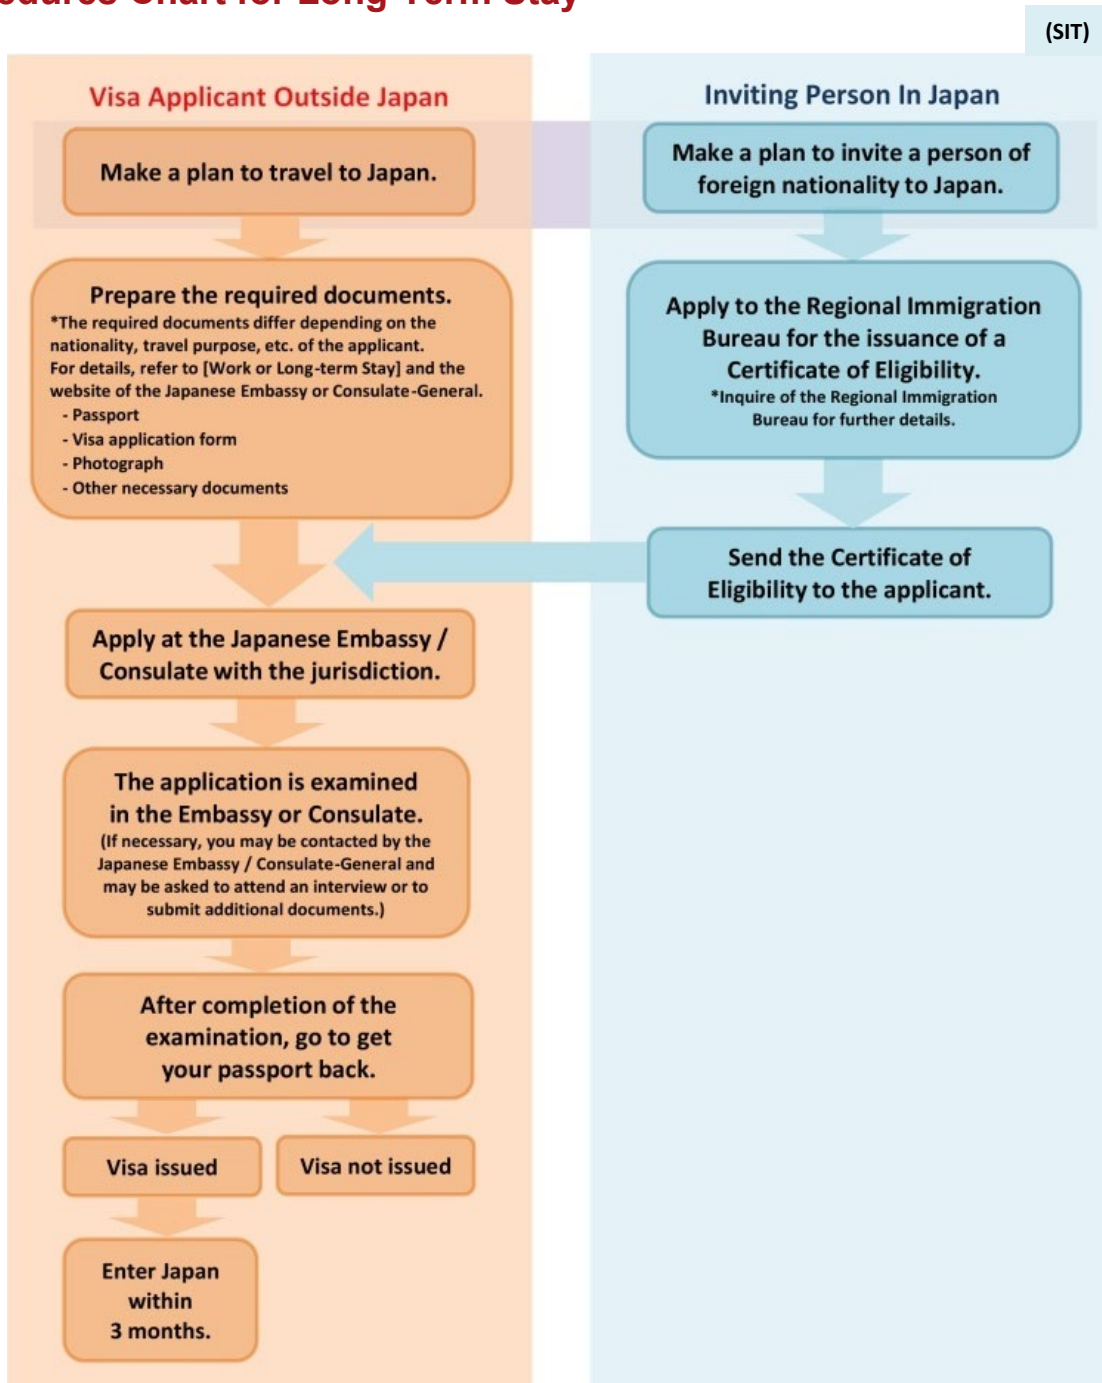 Long-Term Stay
(SIT)
Visa Applicant Outside Japan
Make a plan to travel to Japan.
Prepare the required documents.
*The required documents differ depending on the
nationality, travel purpose, etc. of the applicant.
For details, refer to [Work or Long-term Stay] and the
website of the Japanese Embassy or Consulate-General.
- Passport
- Visa application form
- Photograph
- Other necessary documents
Apply at the Japanese Embassy /
Consulate with the jurisdiction.
The application is examined
in the Embassy or Consulate.
(If necessary, you may be contacted by the
Japanese Embassy / Consulate-General and
may be asked to attend an interview or to
submit additional documents.)
After completion of the
examination, go to get
your passport back.
Visa issued
Visa not issued
Enter Japan
within
3 months.
Inviting Person In Japan
Make a plan to invite a person of
foreign nationality to Japan.
Apply to the Regional Immigration
Bureau for the issuance of a
Certificate of Eligibility.
*Inquire of the Regional Immigration
Bureau for further details.
Send the Certificate of
Eligibility to the applicant.